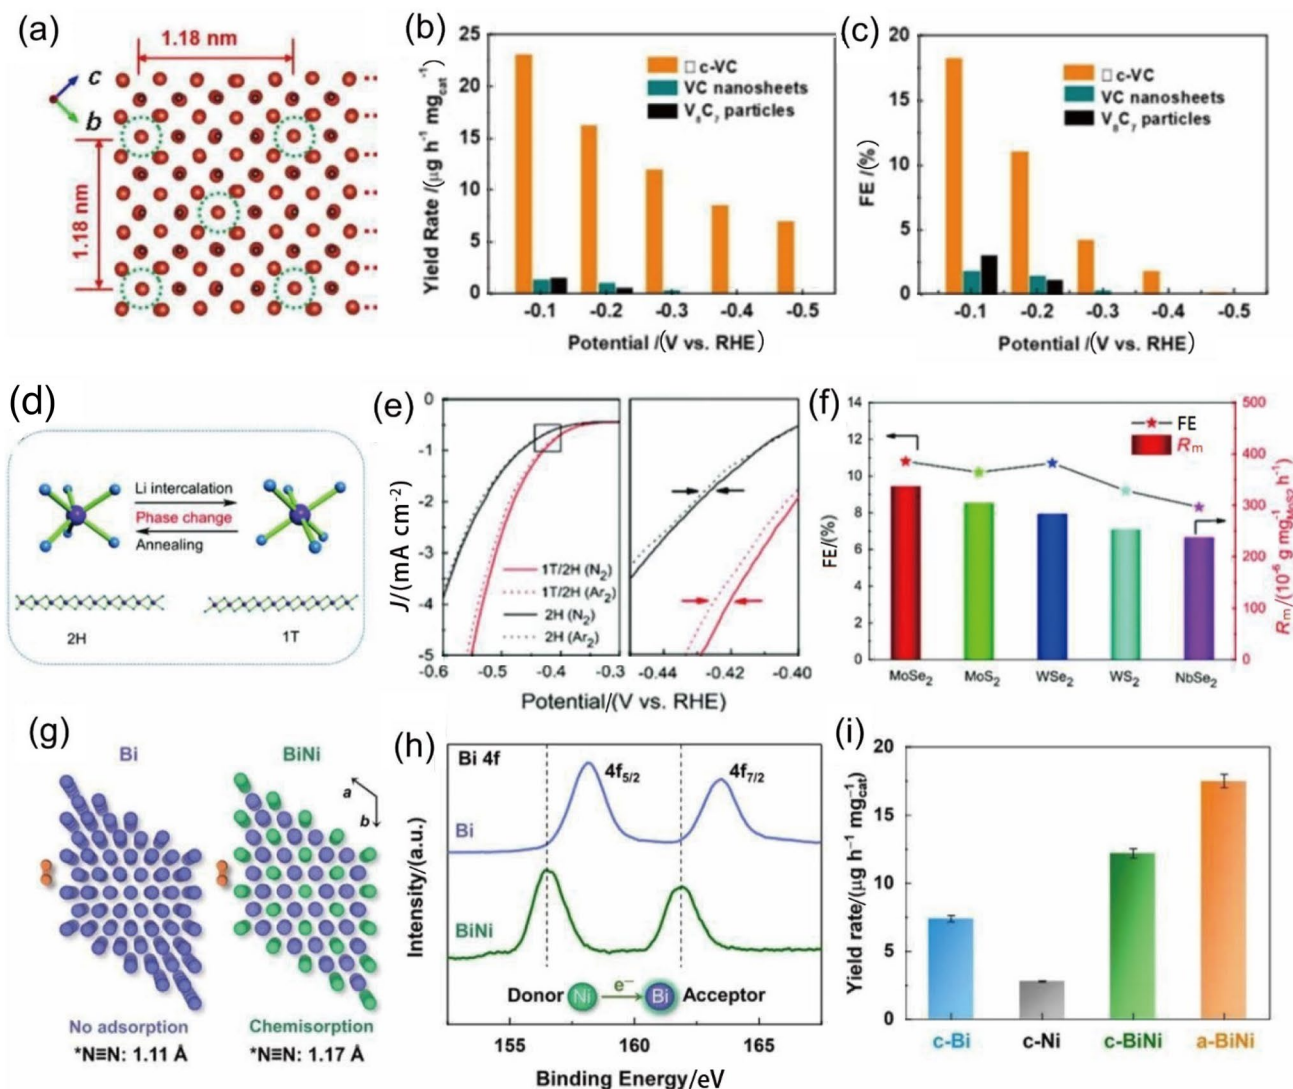 (a)
1.18 nm
c
b
1.18 nm
(b)
25
20
15
10
5
0
Yield Rate /(μg h⁻¹ mg⁻¹cat)
□ c-VC
VC nanosheets
V₈C₇ particles
-0.1 -0.2 -0.3 -0.4 -0.5
Potential /(V vs. RHE)
(c)
20
15
10
5
0
FE /(%)
□ c-VC
VC nanosheets
V₈C₇ particles
-0.1 -0.2 -0.3 -0.4 -0.5
Potential /(V vs. RHE)
(d)
Li intercalation
Phase change
Annealing
2H
1T
(e)
0
-1
-2
-3
-4
-5
J/(mA cm⁻²)
1T/2H (N₂)
1T/2H (Ar₂)
2H (N₂)
2H (Ar₂)
-0.6 -0.5 -0.4 -0.3
-0.44 -0.42 -0.40
Potential/(V vs. RHE)
(f)
14
12
10
8
6
4
2
0
FE/(%)
FE
Rm
500
400
300
200
100
0
Rm/(10⁻⁶ g mg⁻¹MoS2 h⁻¹)
MoSe₂ MoS₂ WSe₂ WS₂ NbSe₂
(g)
Bi
BiNi
a
b
No adsorption
*N≡N: 1.11 Å
Chemisorption
*N≡N: 1.17 Å
(h)
Bi 4f
4f5/2
4f7/2
Bi
BiNi
Intensity/(a.u.)
Donor Ni e⁻ Bi Acceptor
155 160 165
Binding Energy/eV
(i)
20
15
10
5
0
Yield rate/(μg h⁻¹ mg⁻¹cat)
c-Bi c-Ni c-BiNi a-BiNi